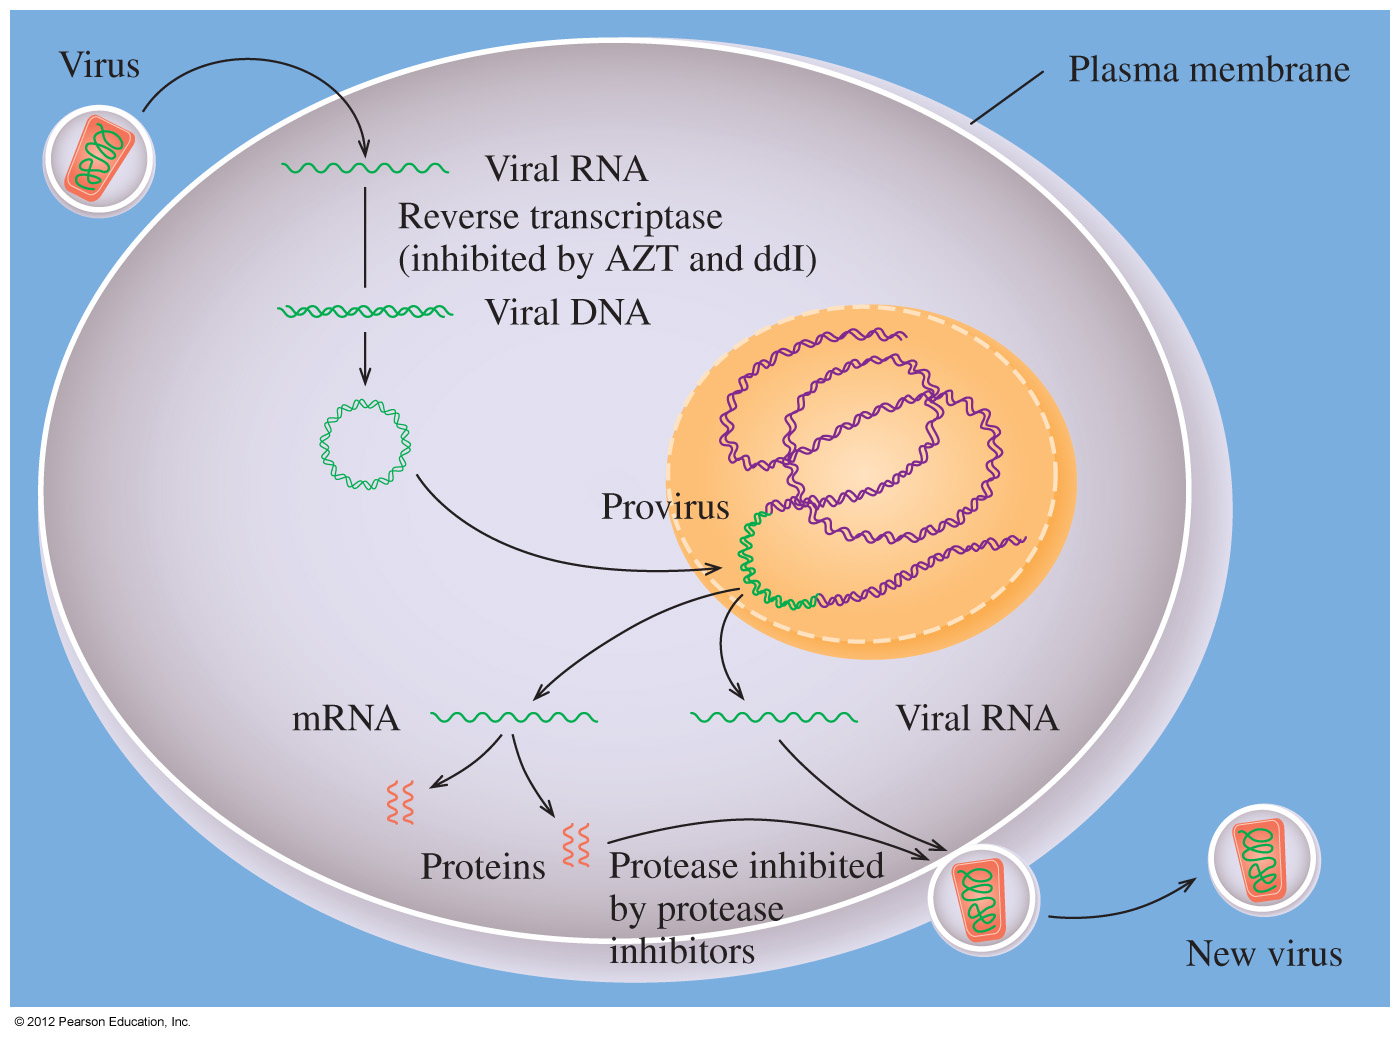 Virus
Plasma membrane
Viral RNA
Reverse transcriptase
(inhibited by AZT and ddI)
Viral DNA
Provirus
mRNA
Viral RNA
Proteins
Protease inhibited
by protease
inhibitors
New virus
© 2012 Pearson Education, Inc.